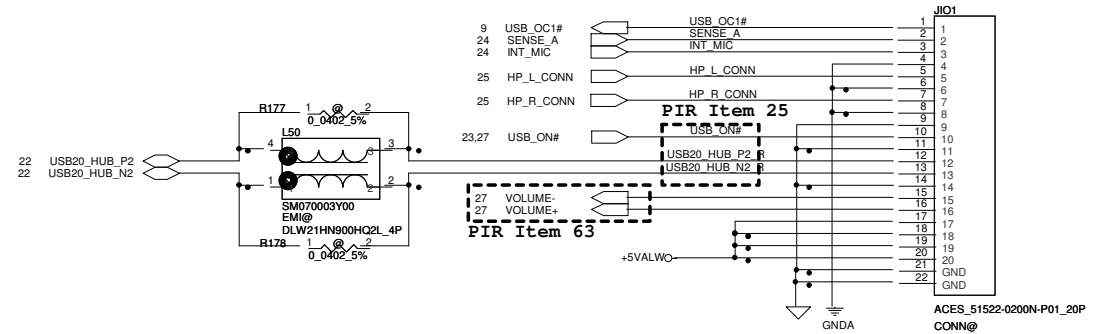 JIO1
9 USB_OC1# USB_OC1# 1 1
24 SENSE_A SENSE_A 2 2
24 INT_MIC INT_MIC 3 3
4 4
25 HP_L_CONN HP_L_CONN 5 5
6 6
25 HP_R_CONN HP_R_CONN 7 7
8 8
PIR Item 25
9 9
23,27 USB_ON# USB_ON# 10 10
11 11
22 USB20_HUB_P2 USB20_HUB_P2_R 12 12
22 USB20_HUB_N2 USB20_HUB_N2_R 13 13
14 14
27 VOLUME- 15 15
27 VOLUME+ 16 16
PIR Item 63
17 17
18 18
19 19
+5VALW 20 20
21 GND
22 GND
GNDA
ACES_51522-0200N-P01_20P
CONN@
R177 1 @ 2
0_0402_5%
L50
4 3 3
1 2 2
SM070003Y00
EMI@
DLW21HN900HQ2L_4P
R178 1 @ 2
0_0402_5%